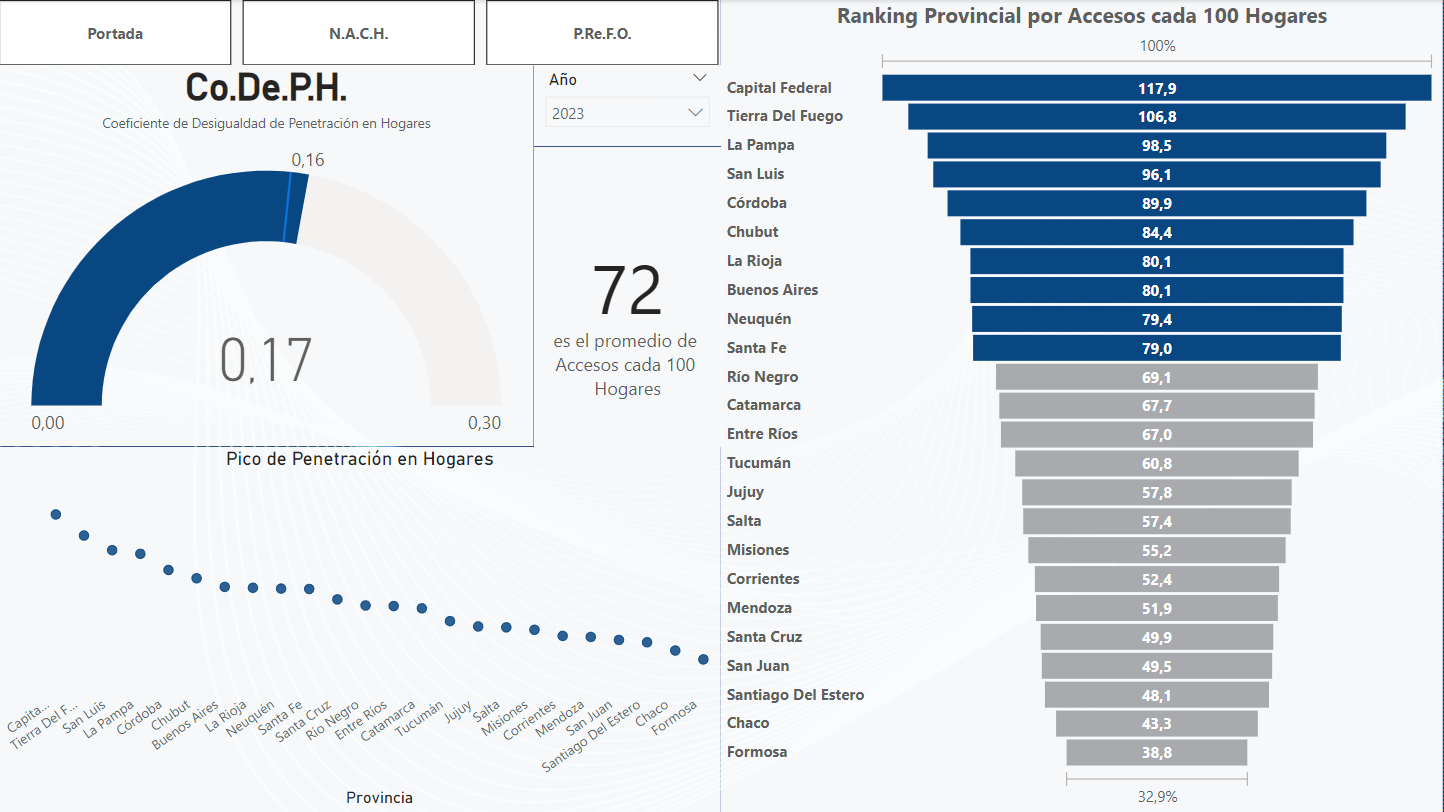 Portada
N.A.C.H.
P.Re.F.O.
Co.De.P.H.
Coeficiente de Desigualdad de Penetración en Hogares
0,16
0,17
0,00
0,30
Año
2023
72
es el promedio de
Accesos cada 100
Hogares
Pico de Penetración en Hogares
Capita...
Tierra Del F...
San Luis
La Pampa
Córdoba
Chubut
Buenos Aires
La Rioja
Neuquén
Santa Fe
Santa Cruz
Río Negro
Entre Ríos
Catamarca
Tucumán
Jujuy
Salta
Misiones
Corrientes
Mendoza
San Juan
Santiago Del Estero
Chaco
Formosa
Provincia
Ranking Provincial por Accesos cada 100 Hogares
100%
Capital Federal 117,9
Tierra Del Fuego 106,8
La Pampa 98,5
San Luis 96,1
Córdoba 89,9
Chubut 84,4
La Rioja 80,1
Buenos Aires 80,1
Neuquén 79,4
Santa Fe 79,0
Río Negro 69,1
Catamarca 67,7
Entre Ríos 67,0
Tucumán 60,8
Jujuy 57,8
Salta 57,4
Misiones 55,2
Corrientes 52,4
Mendoza 51,9
Santa Cruz 49,9
San Juan 49,5
Santiago Del Estero 48,1
Chaco 43,3
Formosa 38,8
32,9%